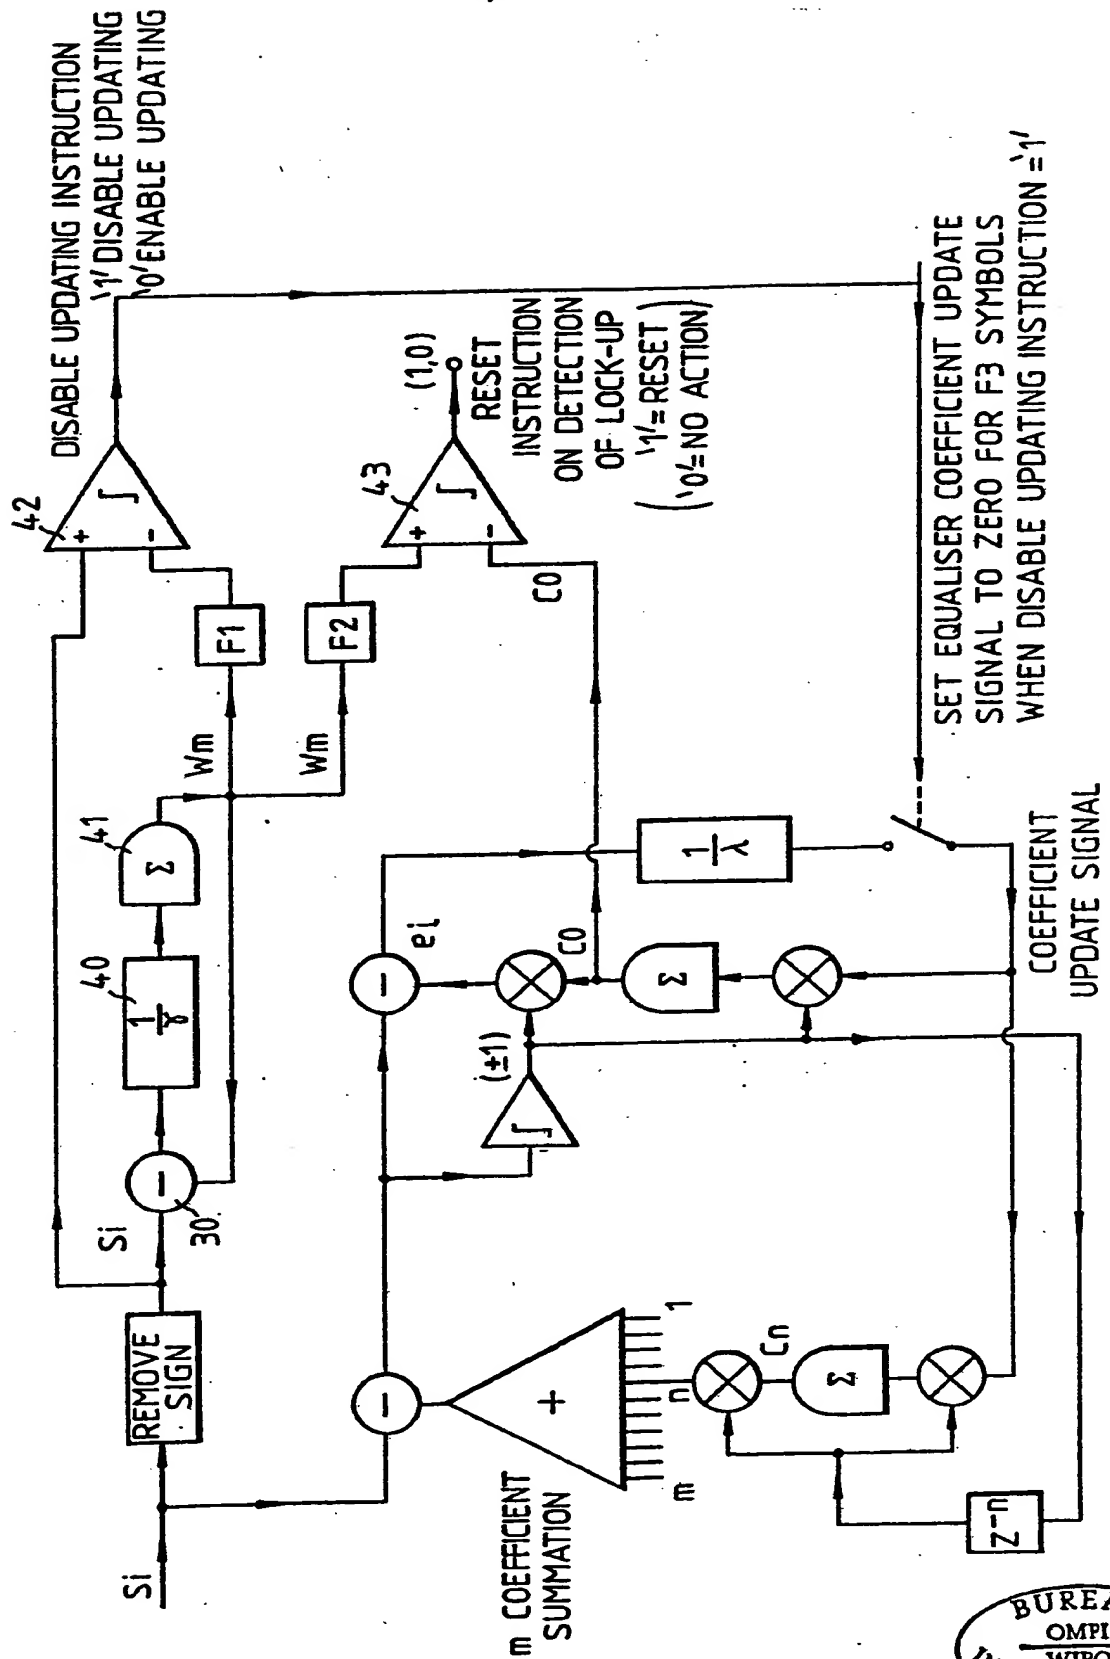 DISABLE UPDATING INSTRUCTION
'1' DISABLE UPDATING
'0' ENABLE UPDATING
42
+
-
F1
Wm
41
Σ
40
1/γ
Si
30
REMOVE
SIGN
Si
(1,0)
RESET
INSTRUCTION
ON DETECTION
OF LOCK-UP
('1'=RESET)
('0'=NO ACTION)
43
+
-
F2
Wm
C0
ei
C0
(±1)
Σ
1/λ
SET EQUALISER COEFFICIENT UPDATE
SIGNAL TO ZERO FOR F3 SYMBOLS
WHEN DISABLE UPDATING INSTRUCTION ='1'
COEFFICIENT
UPDATE SIGNAL
m COEFFICIENT
SUMMATION
+
m
n
1
Cn
Σ
Z-n
BUREA
OMPI
WIPO